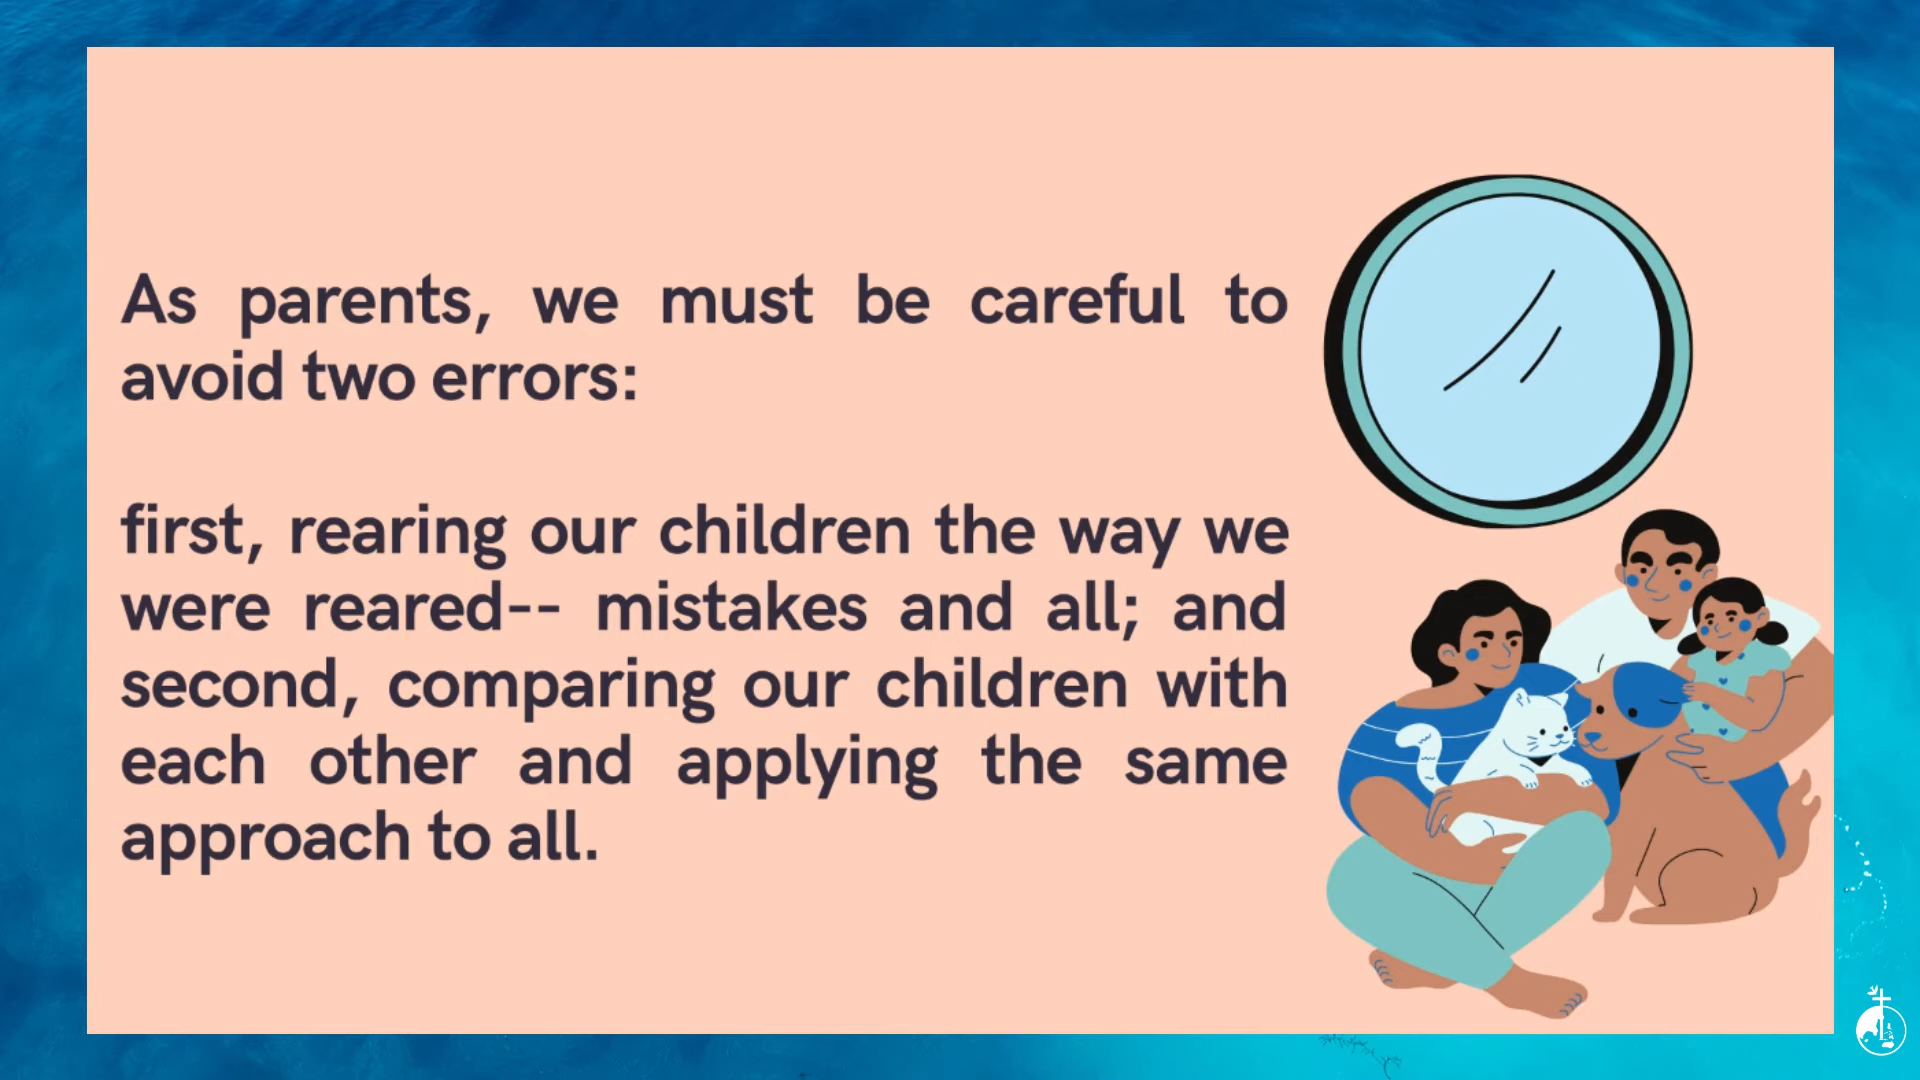 As parents, we must be careful to
avoid two errors:
first, rearing our children the way we
were reared-- mistakes and all; and
second, comparing our children with
each other and applying the same
approach to all.